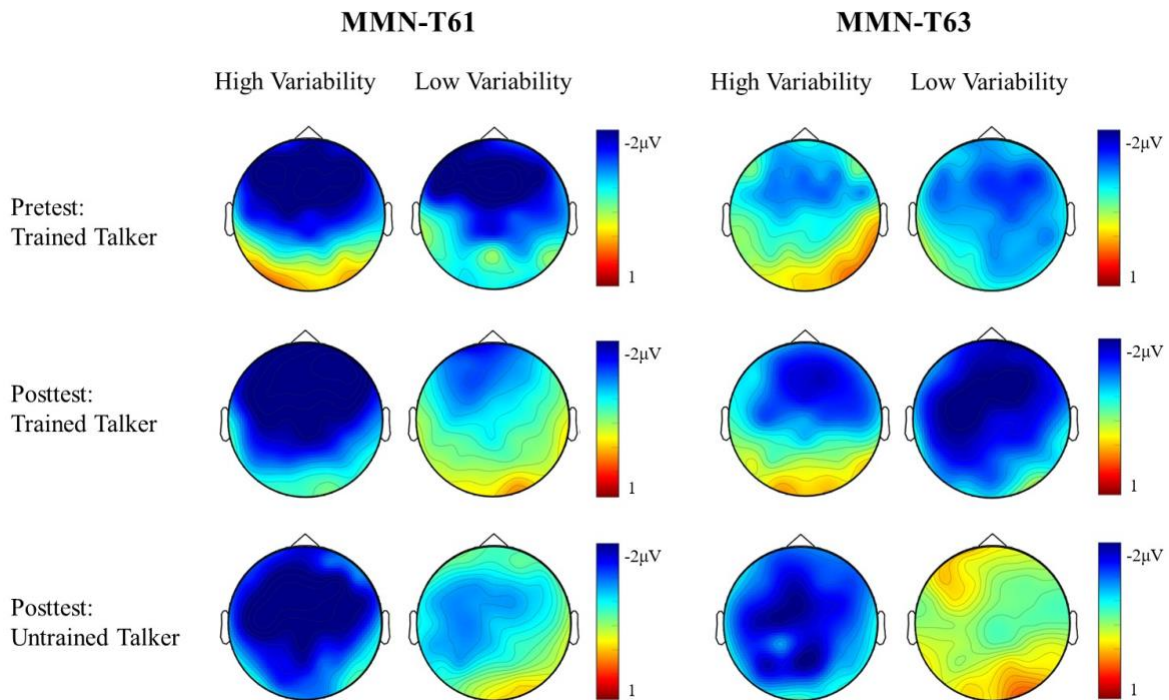 MMN-T61
MMN-T63
High Variability
Low Variability
High Variability
Low Variability
Pretest:
Trained Talker
-2μV
1
-2μV
1
Posttest:
Trained Talker
-2μV
1
-2μV
1
Posttest:
Untrained Talker
-2μV
1
-2μV
1